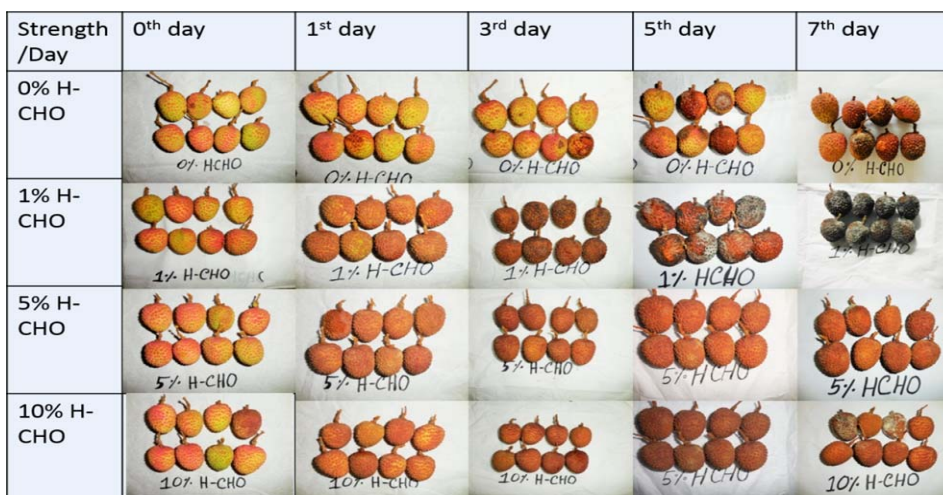 Strength /Day
0th day
1st day
3rd day
5th day
7th day
0% H-
CHO
0% HCHO
0% H-CHO
0% H-CHO
0% H-CHO
0% H-CHO
1% H-
CHO
1% H-CHO
1% H-CHO
1% H-CHO
1% HCHO
1% H-CHO
5% H-
CHO
5% H-CHO
5% H-CHO
5% H-CHO
5% H-CHO
5% HCHO
10% H-
CHO
10% H-CHO
10% H-CHO
10% H-CHO
5% H-CHO
10% H-CHO